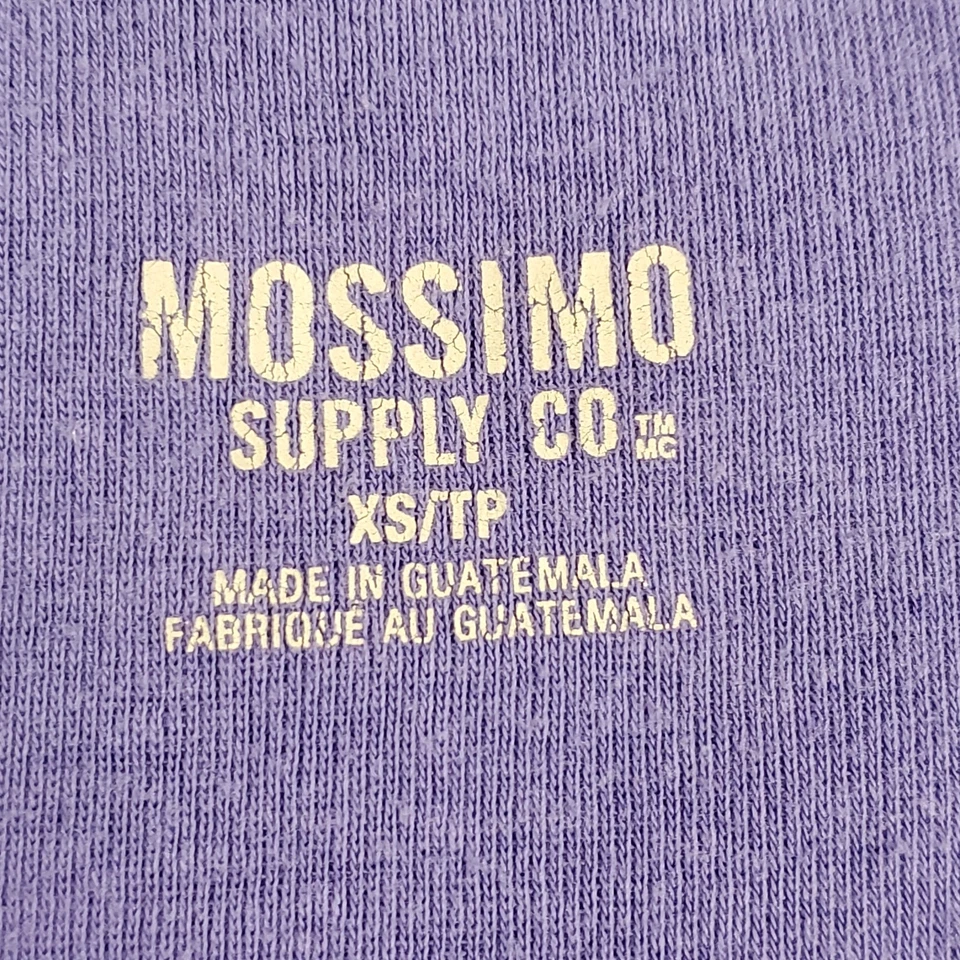 MOSSIMO
SUPPLY CO TM MC
XS/TP
MADE IN GUATEMALA
FABRIQUÉ AU GUATEMALA